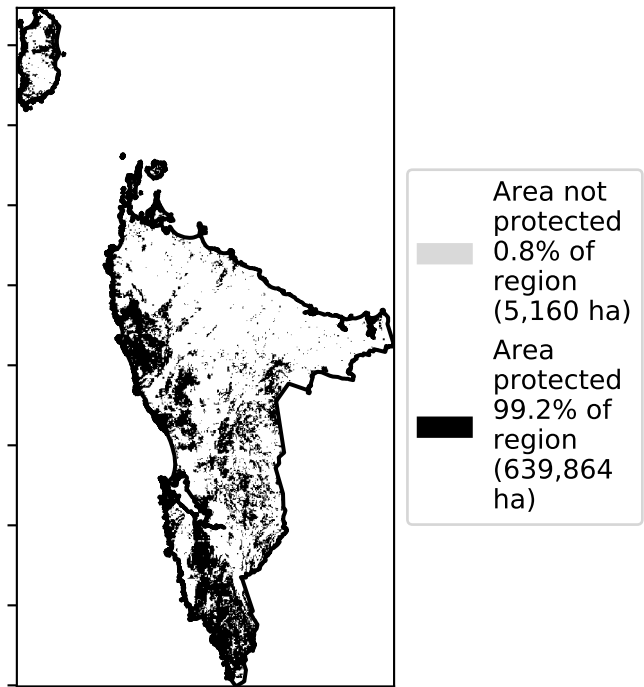 Area not
protected
0.8% of
region
(5,160 ha)
Area
protected
99.2% of
region
(639,864
ha)